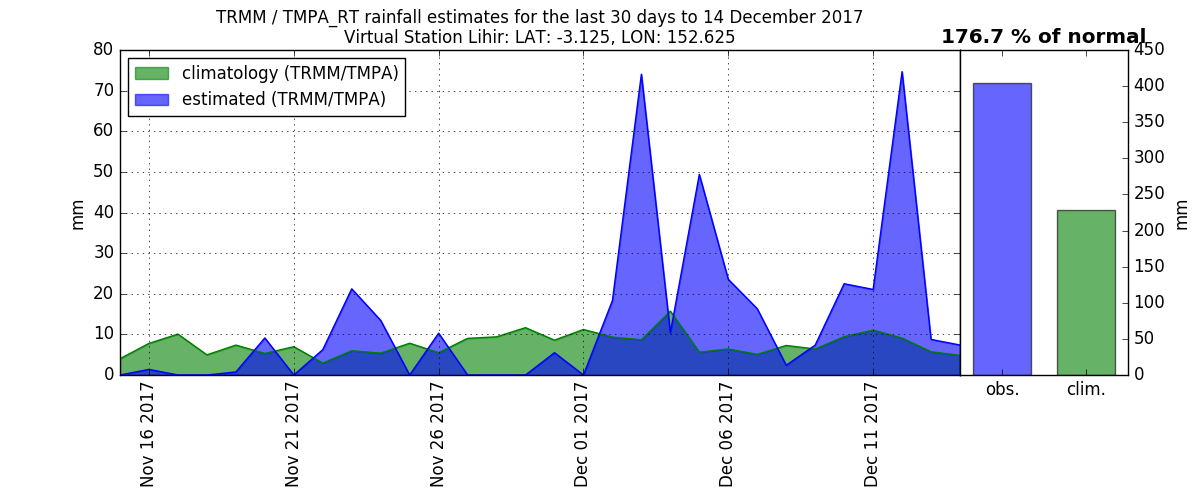 TRMM / TMPA_RT rainfall estimates for the last 30 days to 14 December 2017
Virtual Station Lihir: LAT: -3.125, LON: 152.625
176.7 % of normal
climatology (TRMM/TMPA)
estimated (TRMM/TMPA)
mm
80
70
60
50
40
30
20
10
0
Nov 16 2017
Nov 21 2017
Nov 26 2017
Dec 01 2017
Dec 06 2017
Dec 11 2017
obs.
clim.
450
400
350
300
250
200
150
100
50
0
mm